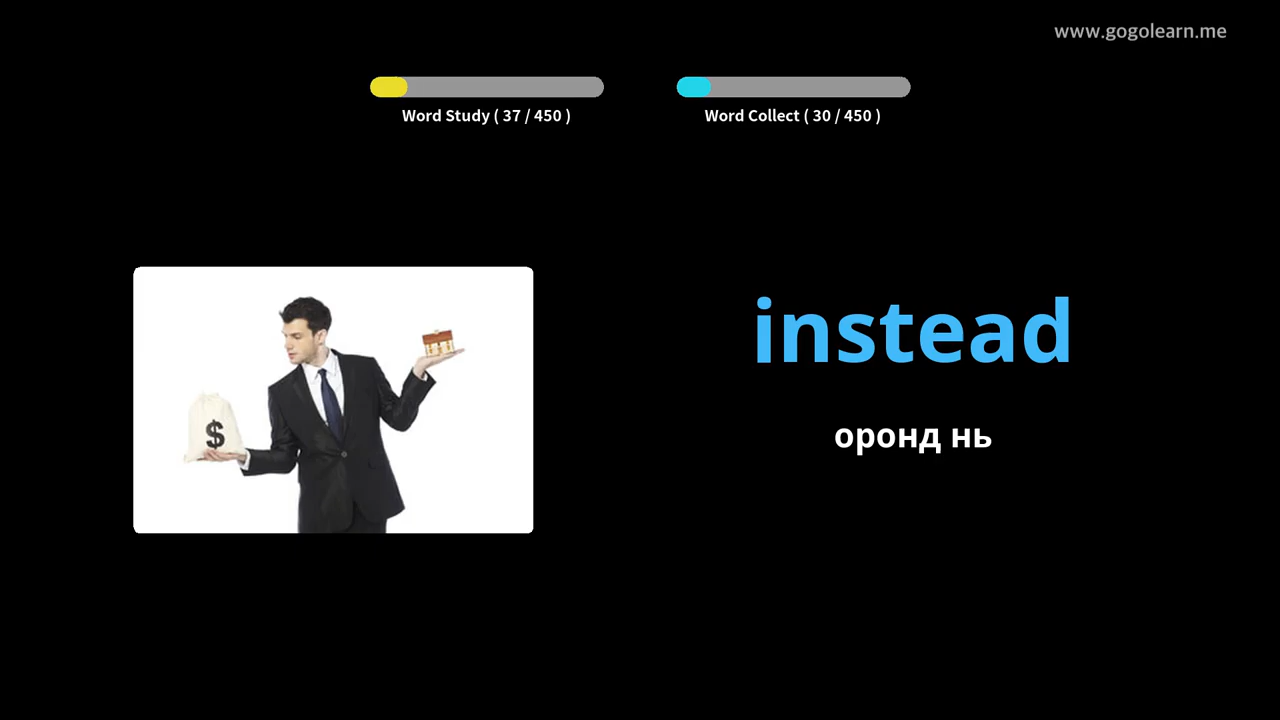 www.gogolearn.me
Word Study ( 37 / 450 )
Word Collect ( 30 / 450 )
$
instead
оронд нь